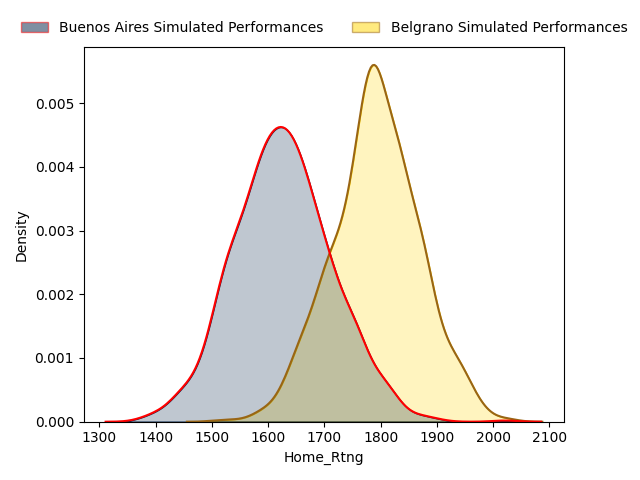 Buenos Aires Simulated Performances Belgrano Simulated Performances
0.005
0.004
0.003
0.002
0.001
0.000
Density
1300 1400 1500 1600 1700 1800 1900 2000 2100
Home_Rtng